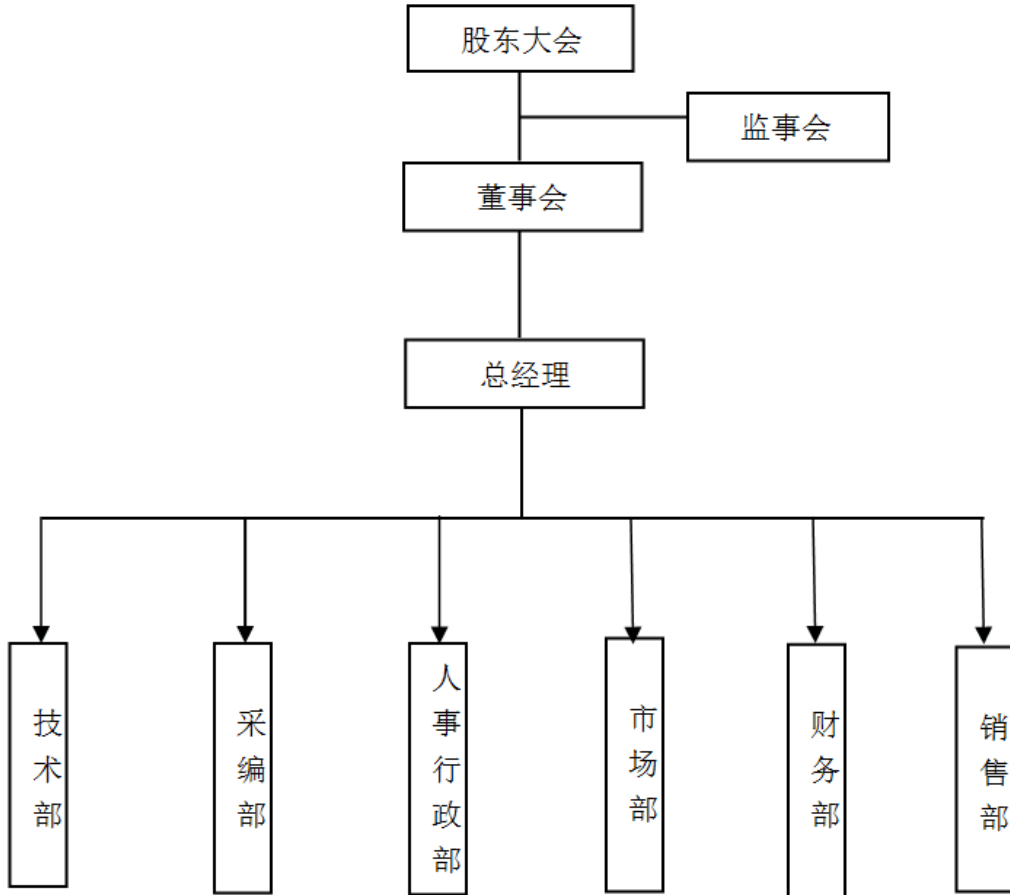 股东大会
监事会
董事会
总经理
技术部
采编部
人事行政部
市场部
财务部
销售部